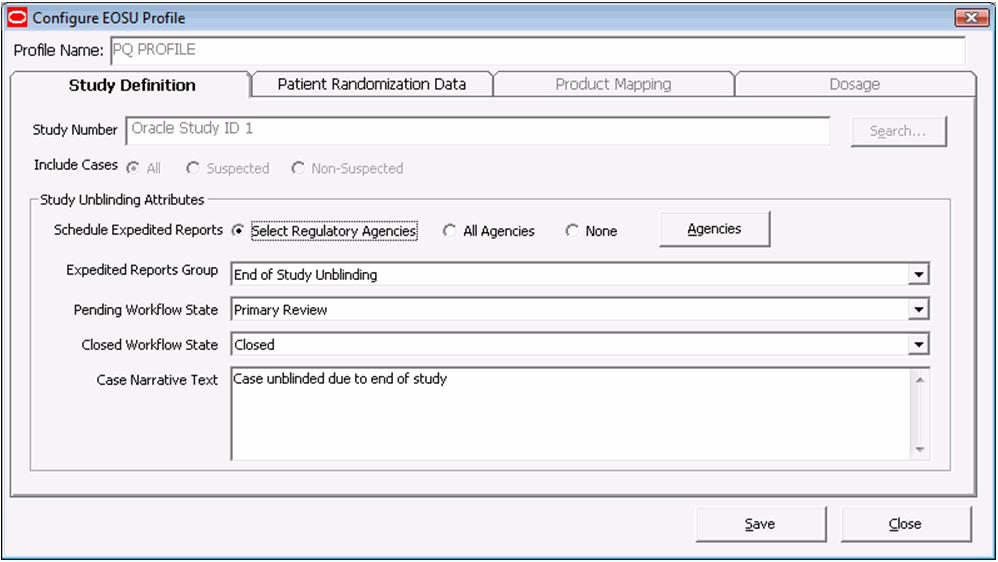 Configure EOSU Profile
Profile Name: PQ PROFILE
Study Definition Patient Randomization Data Product Mapping Dosage
Study Number Oracle Study ID 1 Search...
Include Cases All Suspected Non-Suspected
Study Unblinding Attributes
Schedule Expedited Reports Select Regulatory Agencies All Agencies None Agencies
Expedited Reports Group End of Study Unblinding
Pending Workflow State Primary Review
Closed Workflow State Closed
Case Narrative Text Case unblinded due to end of study
Save Close